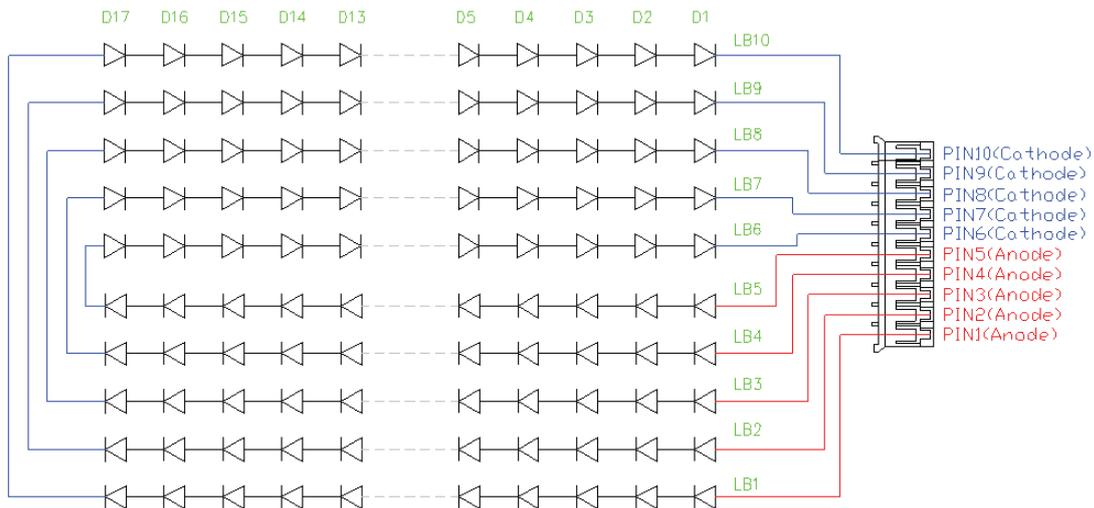 D17 D16 D15 D14 D13 D5 D4 D3 D2 D1
LB10
LB9
LB8
LB7
LB6
LB5
LB4
LB3
LB2
LB1
PIN10(Cathode)
PIN9(Cathode)
PIN8(Cathode)
PIN7(Cathode)
PIN6(Cathode)
PIN5(Anode)
PIN4(Anode)
PIN3(Anode)
PIN2(Anode)
PIN1(Anode)